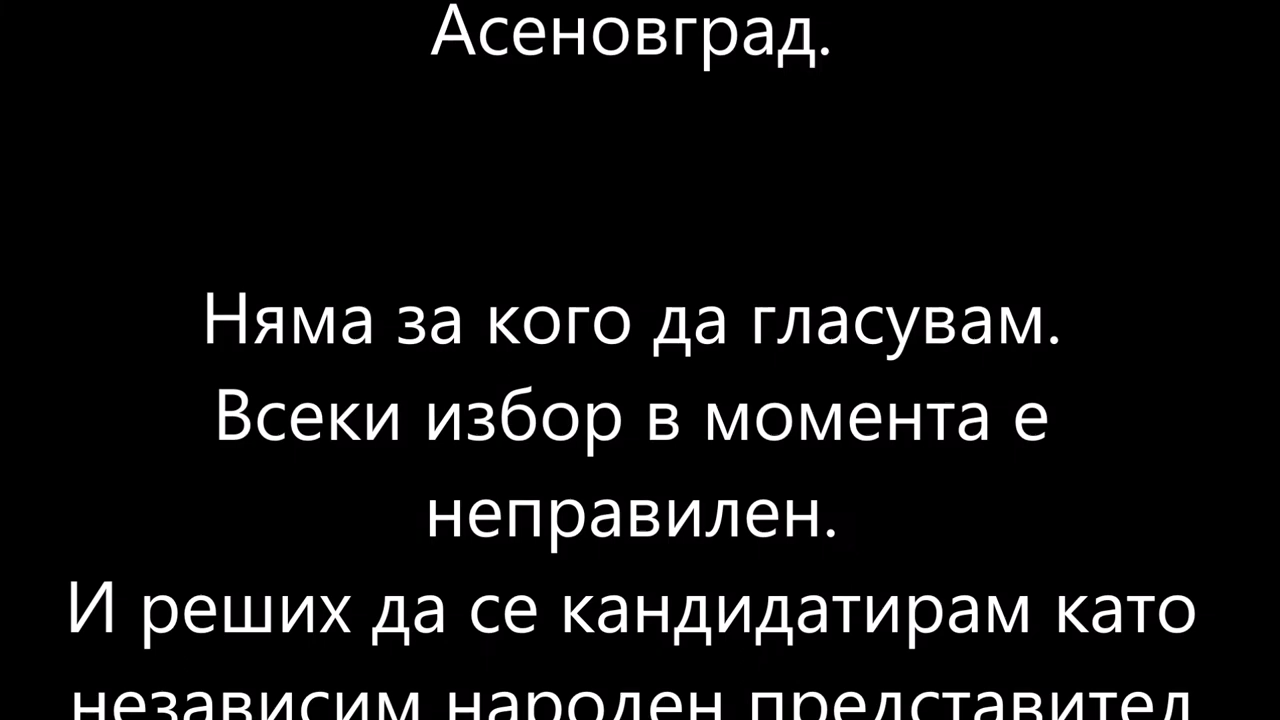 Асеновград.
Няма за кого да гласувам.
Всеки избор в момента е
неправилен.
И реших да се кандидатирам като
независим народен представител